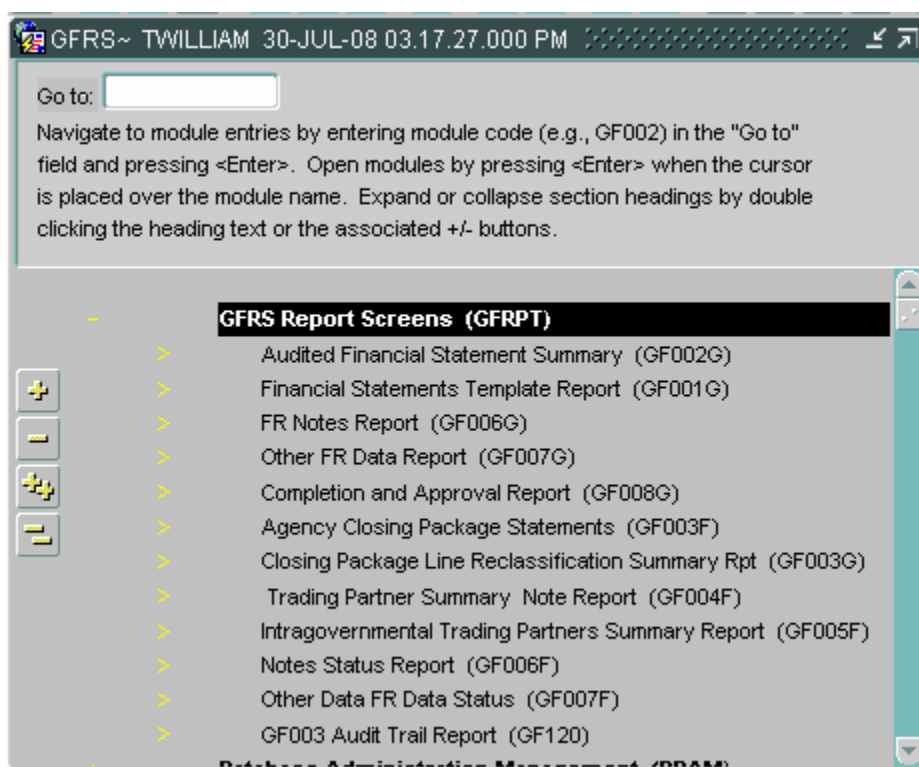 GFRS~ TWILLIAM 30-JUL-08 03.17.27.000 PM
Go to:
Navigate to module entries by entering module code (e.g., GF002) in the "Go to"
field and pressing <Enter>. Open modules by pressing <Enter> when the cursor
is placed over the module name. Expand or collapse section headings by double
clicking the heading text or the associated +/- buttons.
GFRS Report Screens (GFRPT)
Audited Financial Statement Summary (GF002G)
Financial Statements Template Report (GF001G)
FR Notes Report (GF006G)
Other FR Data Report (GF007G)
Completion and Approval Report (GF008G)
Agency Closing Package Statements (GF003F)
Closing Package Line Reclassification Summary Rpt (GF003G)
Trading Partner Summary Note Report (GF004F)
Intragovernmental Trading Partners Summary Report (GF005F)
Notes Status Report (GF006F)
Other Data FR Data Status (GF007F)
GF003 Audit Trail Report (GF120)
Database Administration Management